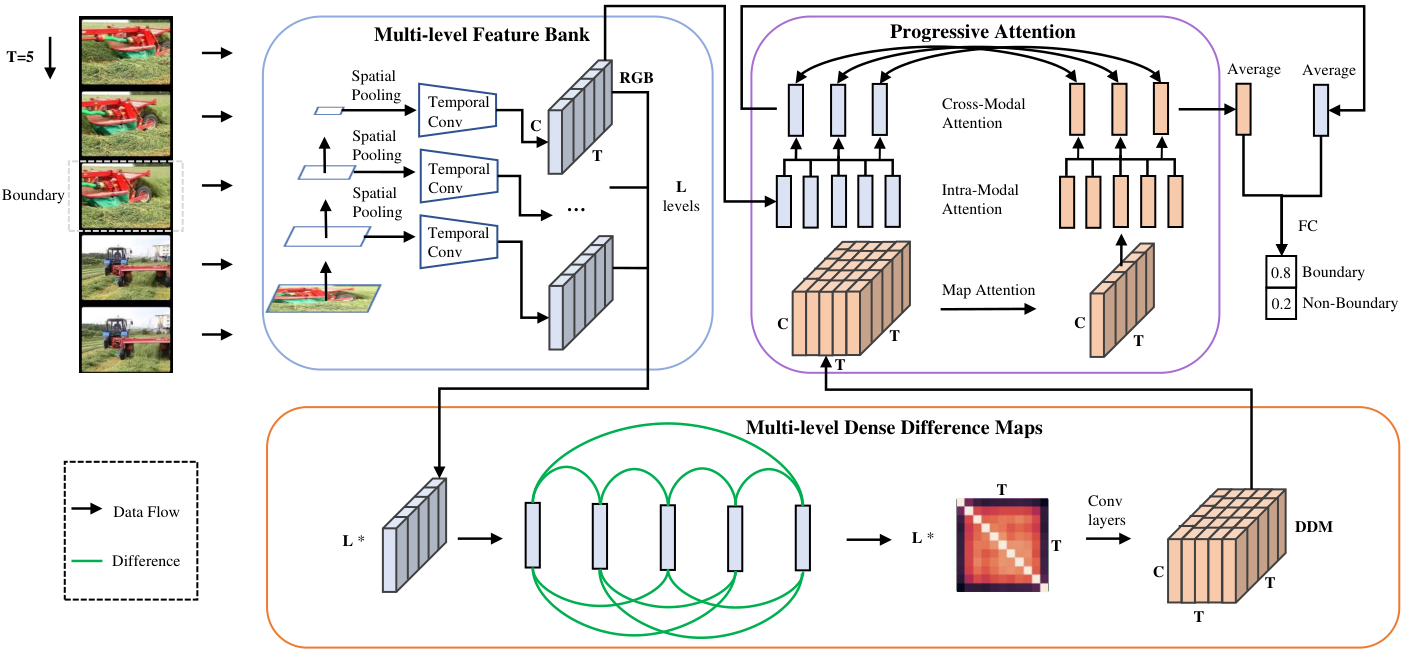 T=5
Boundary
Multi-level Feature Bank
Spatial
Pooling
Temporal
Conv
C
T
RGB
Spatial
Pooling
Temporal
Conv
...
Spatial
Pooling
Temporal
Conv
L
levels
Progressive Attention
Cross-Modal
Attention
Intra-Modal
Attention
C
T
T
Map Attention
C
T
Average
Average
FC
0.8 Boundary
0.2 Non-Boundary
Multi-level Dense Difference Maps
L *
L *
T
T
Conv
layers
C
T
T
DDM
Data Flow
Difference